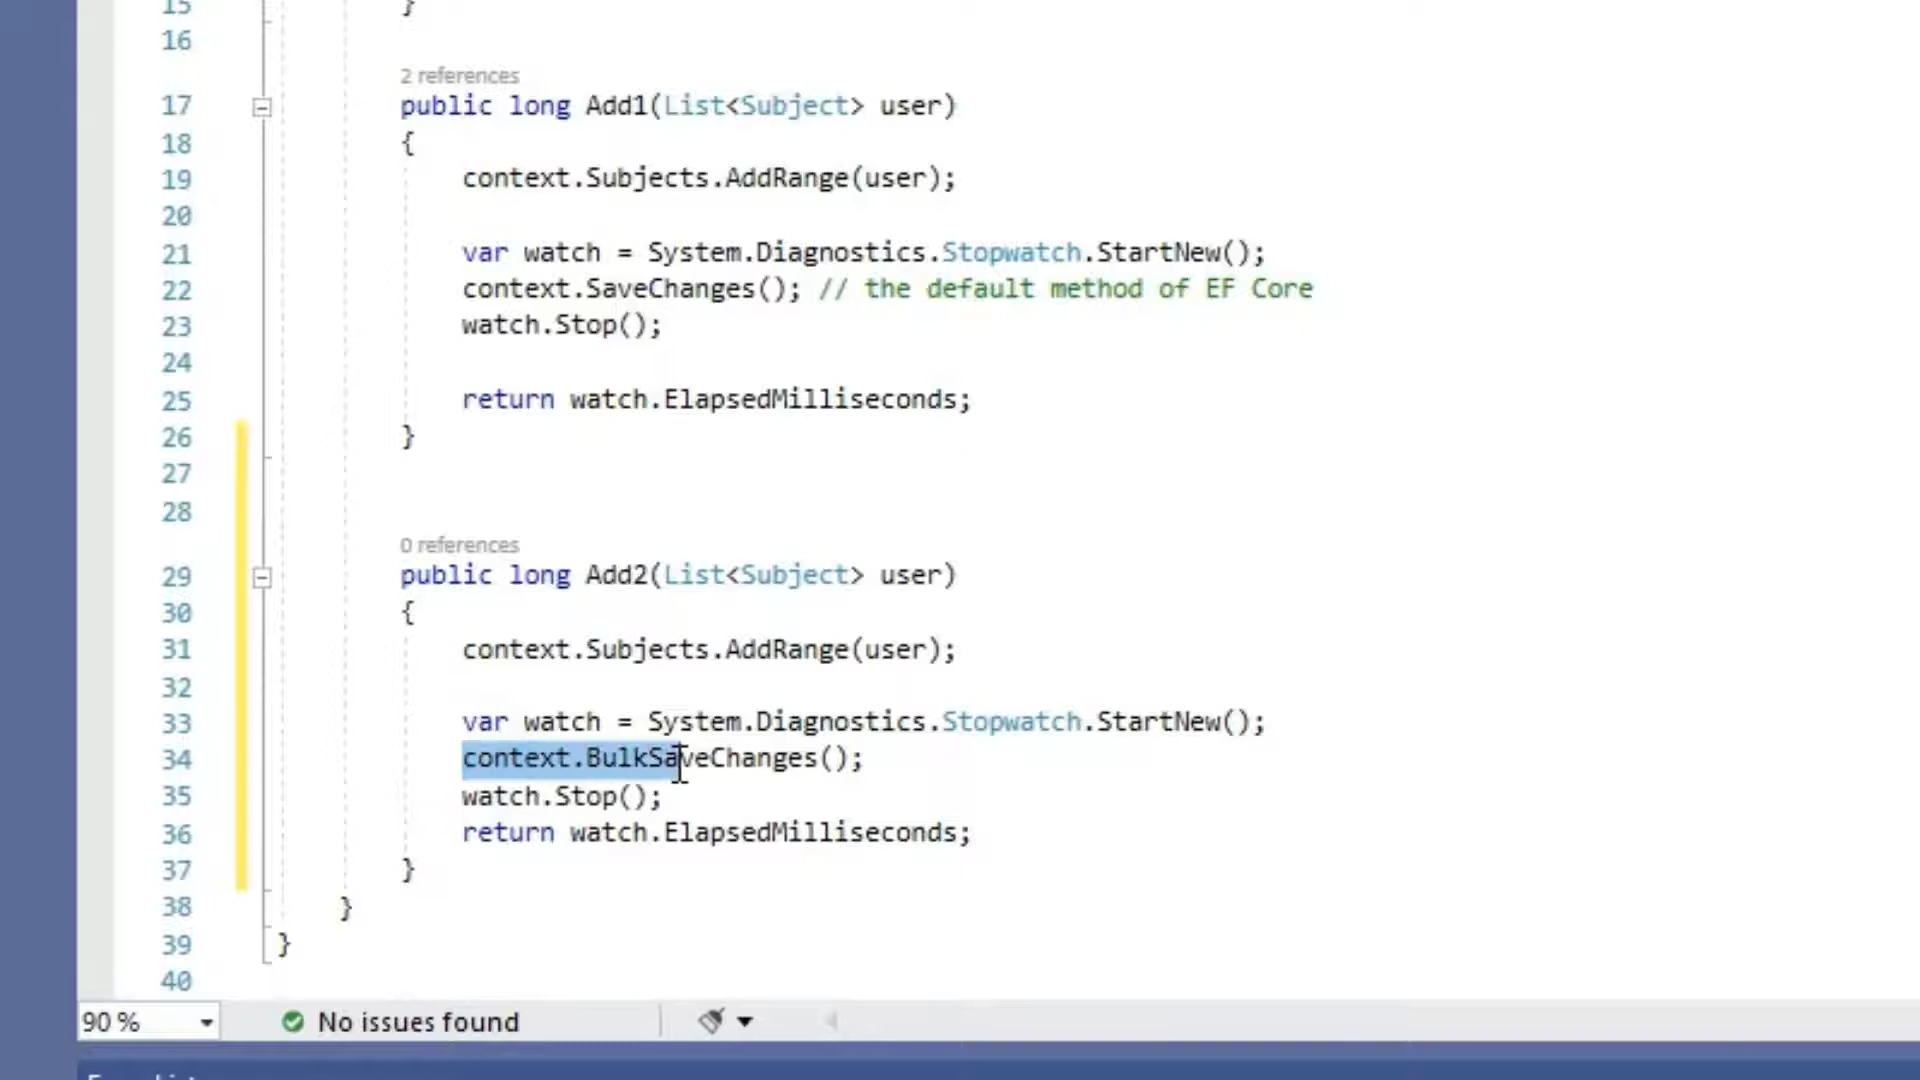 15 }
16
2 references
17 public long Add1(List<Subject> user)
18 {
19 context.Subjects.AddRange(user);
20
21 var watch = System.Diagnostics.Stopwatch.StartNew();
22 context.SaveChanges(); // the default method of EF Core
23 watch.Stop();
24
25 return watch.ElapsedMilliseconds;
26 }
27
28
0 references
29 public long Add2(List<Subject> user)
30 {
31 context.Subjects.AddRange(user);
32
33 var watch = System.Diagnostics.Stopwatch.StartNew();
34 context.BulkSaveChanges();
35 watch.Stop();
36 return watch.ElapsedMilliseconds;
37 }
38 }
39 }
40
90 % No issues found